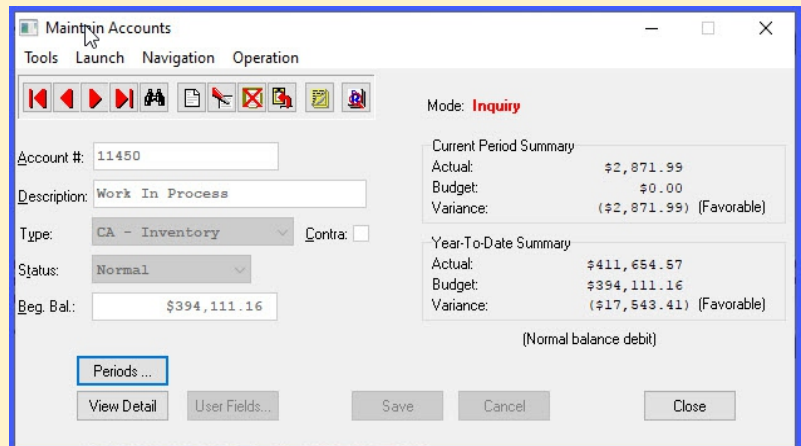 Maintain Accounts
Tools Launch Navigation Operation
Mode: Inquiry
Account #: 11450
Description: Work In Process
Type: CA - Inventory Contra:
Status: Normal
Beg. Bal.: $394,111.16
Current Period Summary
Actual: $2,871.99
Budget: $0.00
Variance: ($2,871.99) (Favorable)
Year-To-Date Summary
Actual: $411,654.57
Budget: $394,111.16
Variance: ($17,543.41) (Favorable)
(Normal balance debit)
Periods ...
View Detail User Fields... Save Cancel Close